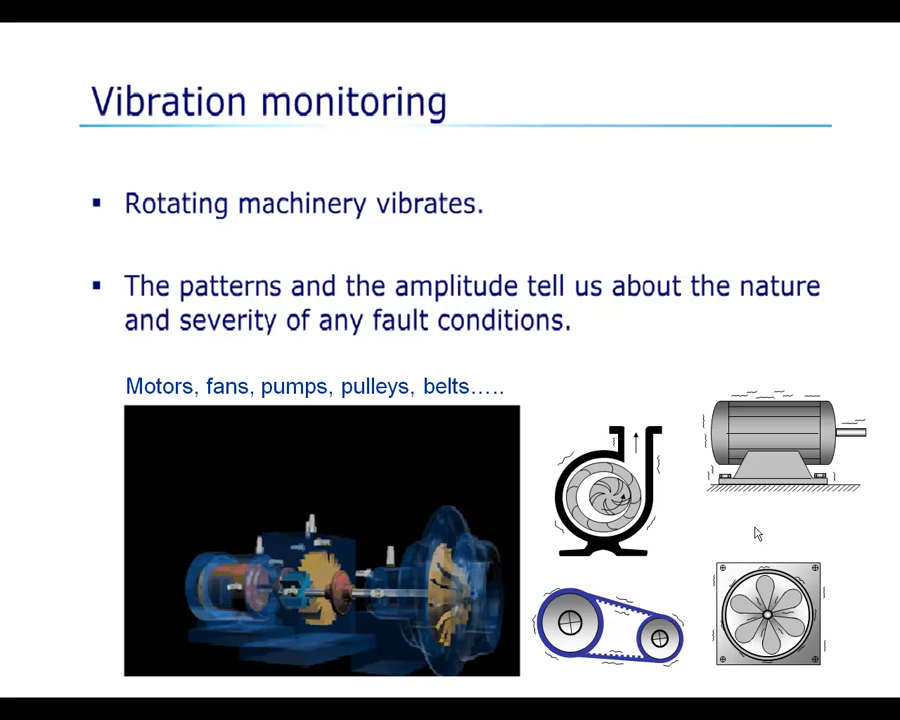 Vibration monitoring
▪ Rotating machinery vibrates.
▪ The patterns and the amplitude tell us about the nature
and severity of any fault conditions.
Motors, fans, pumps, pulleys, belts…..